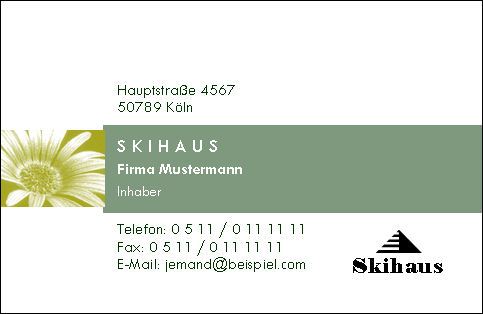 Hauptstraße 4567
50789 Köln
SKIHAUS
Firma Mustermann
Inhaber
Telefon: 0 5 11 / 0 11 11 11
Fax: 0 5 11 / 0 11 11 11
E-Mail: jemand@beispiel.com
Skihaus